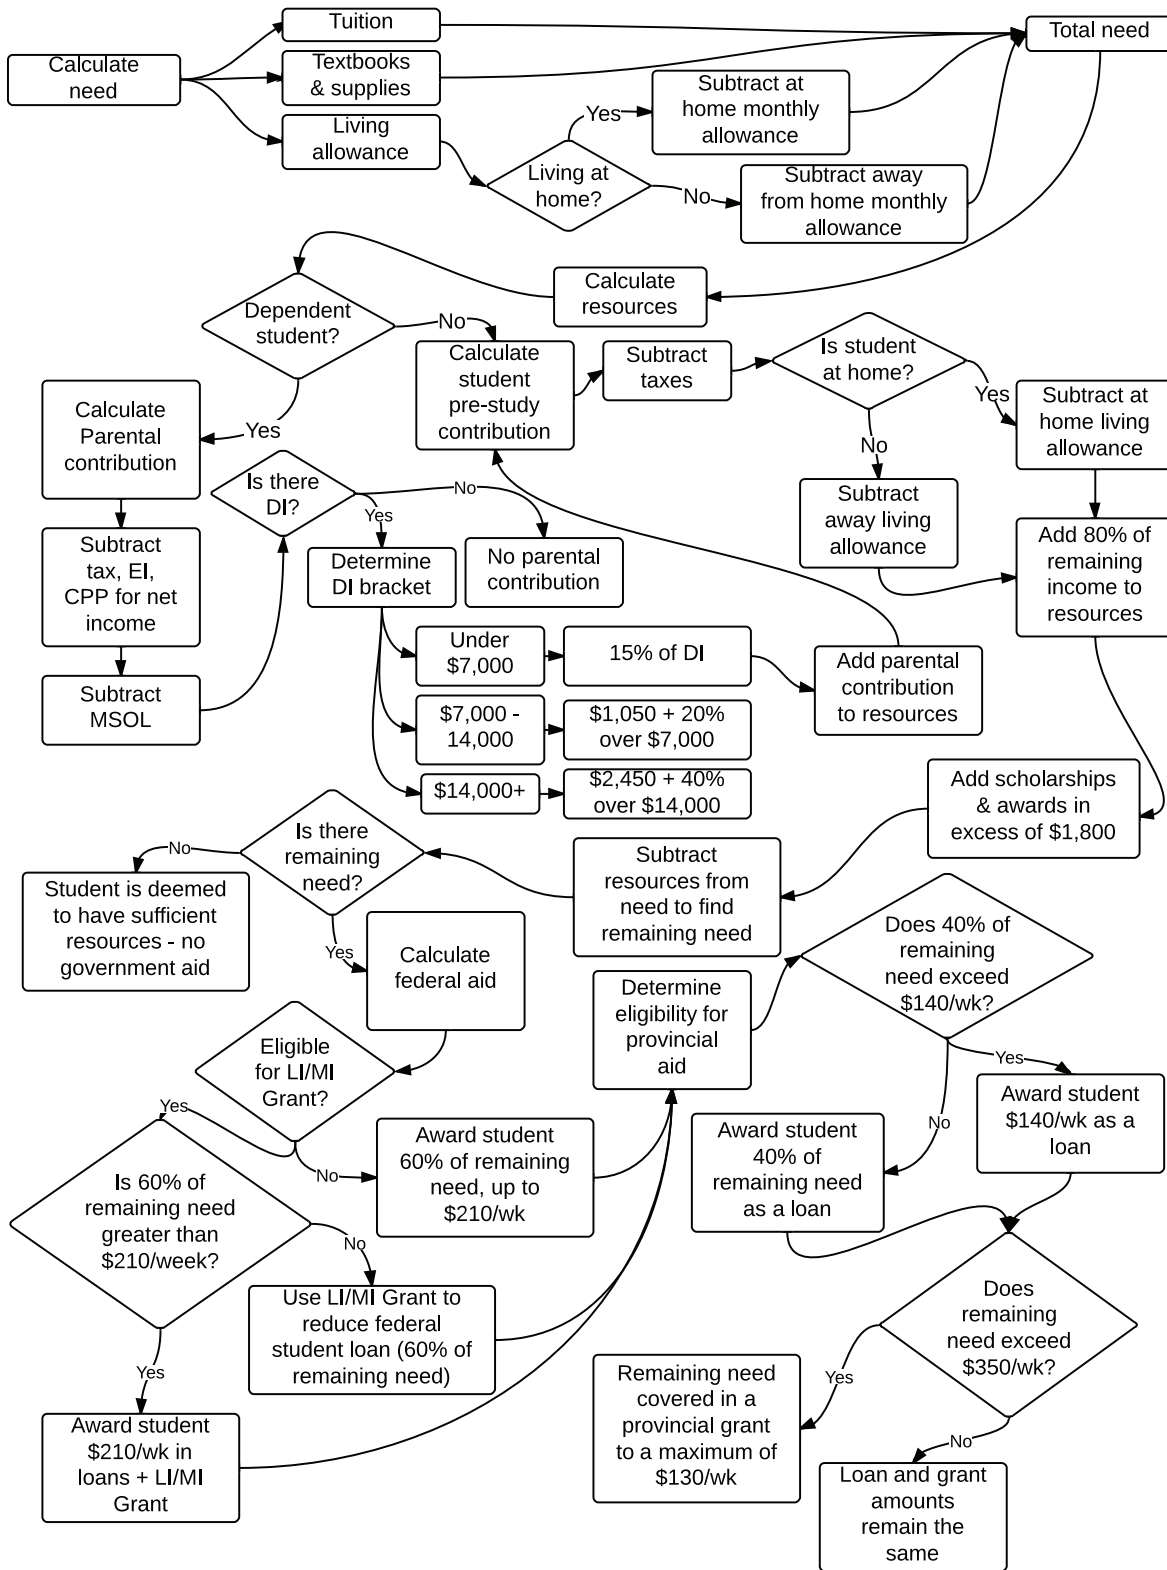 Tuition
Total need
Calculate
need
Textbooks
& supplies
Subtract at
home monthly
allowance
Yes
Living
allowance
Living at
home?
No
Subtract away
from home monthly
allowance
Calculate
resources
Dependent
student?
No
Calculate
student
pre-study
contribution
Subtract
taxes
Is student
at home?
Yes
Subtract at
home living
allowance
No
Subtract
away living
allowance
Add 80% of
remaining
income to
resources
Yes
Calculate
Parental
contribution
Is there
DI?
No
Yes
No parental
contribution
Determine
DI bracket
Subtract
tax, EI,
CPP for net
income
Subtract
MSOL
Under
$7,000
15% of DI
Add parental
contribution
to resources
$7,000 -
14,000
$1,050 + 20%
over $7,000
$14,000+
$2,450 + 40%
over $14,000
Add scholarships
& awards in
excess of $1,800
Subtract
resources from
need to find
remaining need
Is there
remaining
need?
No
Student is deemed
to have sufficient
resources - no
government aid
Yes
Calculate
federal aid
Eligible
for LI/MI
Grant?
Yes
No
Award student
60% of remaining
need, up to
$210/wk
Determine
eligibility for
provincial
aid
Does 40% of
remaining
need exceed
$140/wk?
Yes
Award student
$140/wk as a
loan
No
Award student
40% of
remaining need
as a loan
Is 60% of
remaining need
greater than
$210/week?
No
Use LI/MI Grant to
reduce federal
student loan (60% of
remaining need)
Yes
Award student
$210/wk in
loans + LI/MI
Grant
Does
remaining
need exceed
$350/wk?
Yes
Remaining need
covered in a
provincial grant
to a maximum of
$130/wk
No
Loan and grant
amounts
remain the
same